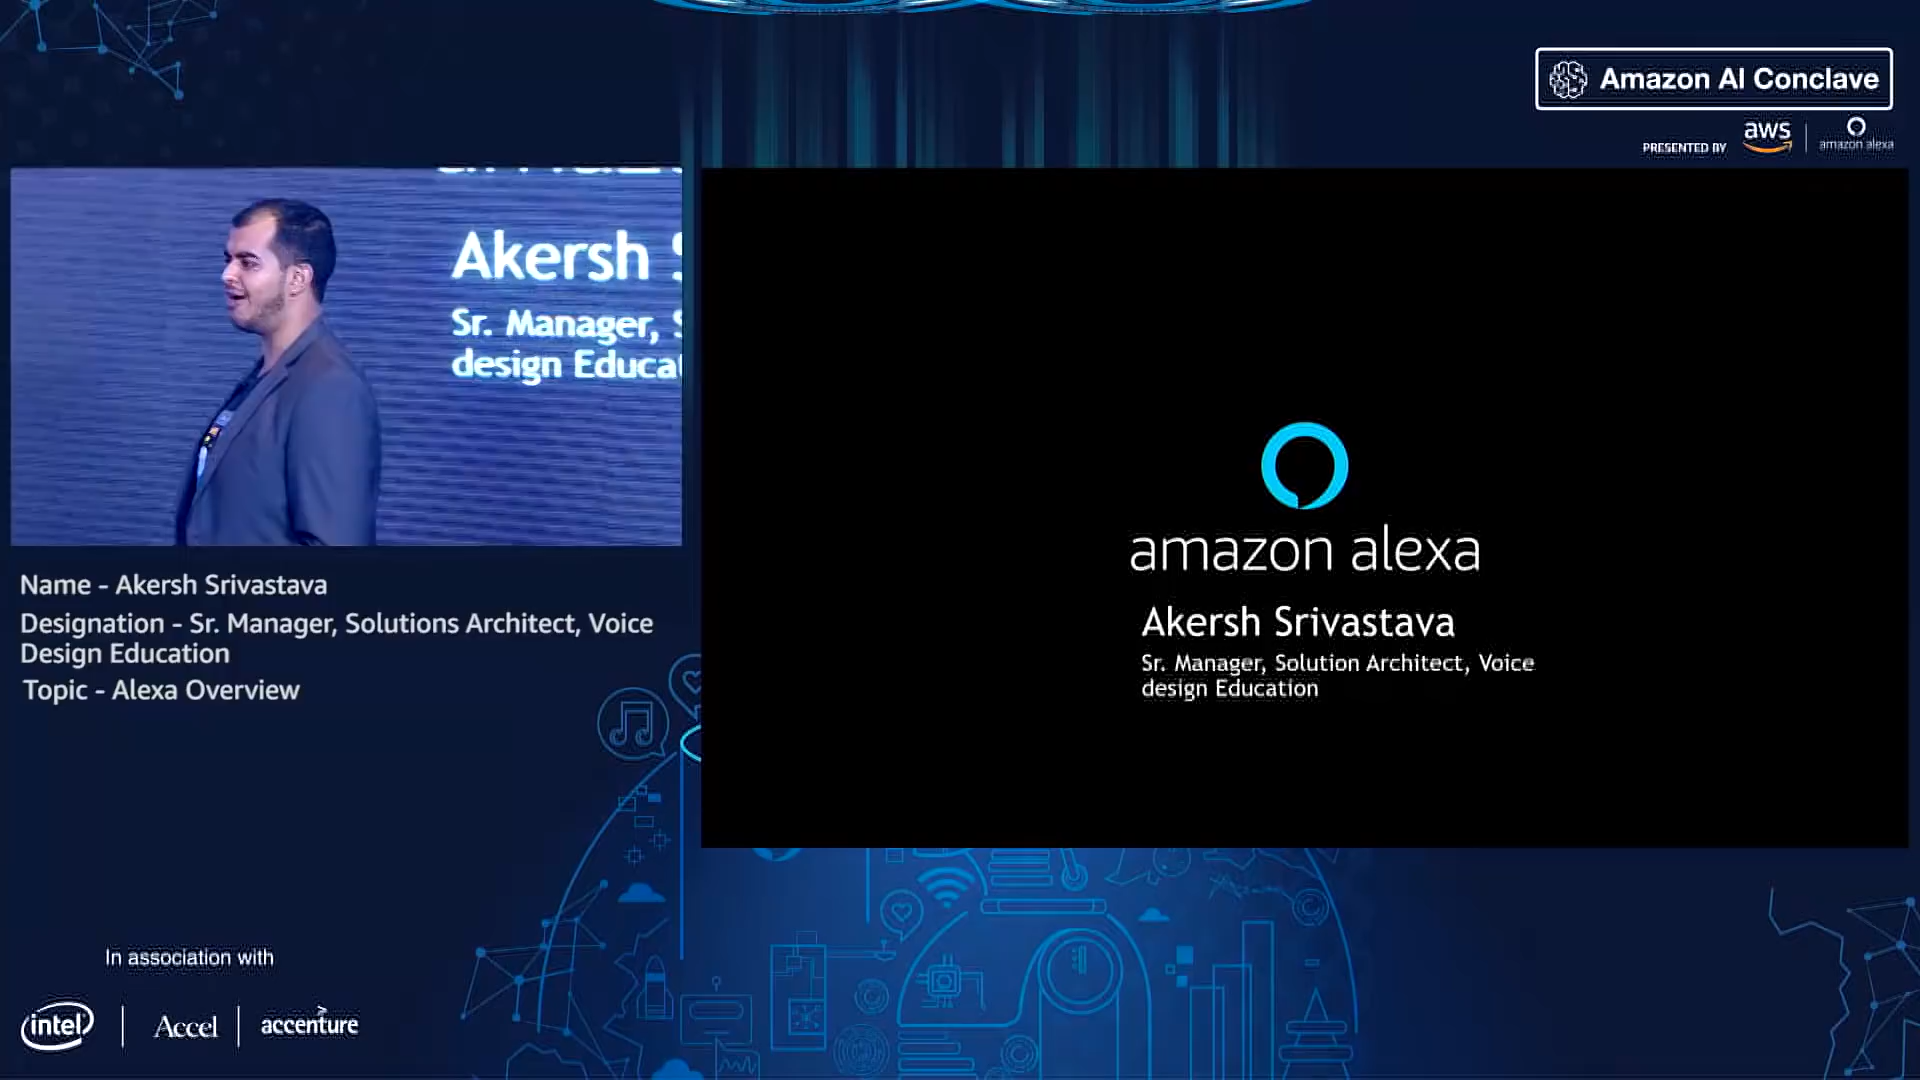 Amazon AI Conclave
PRESENTED BY
aws
amazon alexa
Akersh
Sr. Manager,
design
Name - Akersh Srivastava
Designation - Sr. Manager, Solutions Architect, Voice
Design Education
Topic - Alexa Overview
amazon alexa
Akersh Srivastava
Sr. Manager, Solution Architect, Voice
design Education
In association with
intel
Accel
accenture